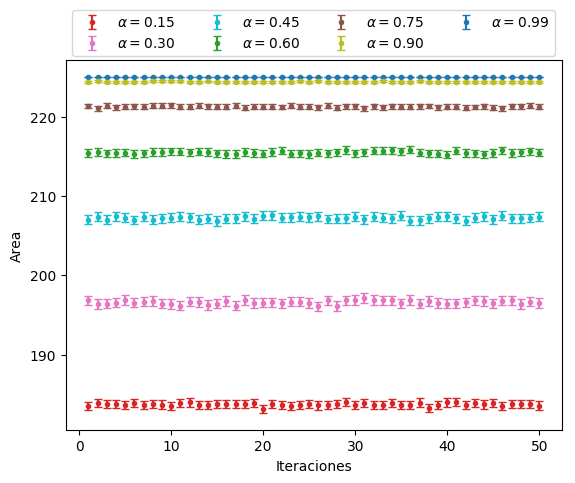 α = 0.15 α = 0.45 α = 0.75 α = 0.99
α = 0.30 α = 0.60 α = 0.90
220
210
200
190
Area
0 10 20 30 40 50
Iteraciones